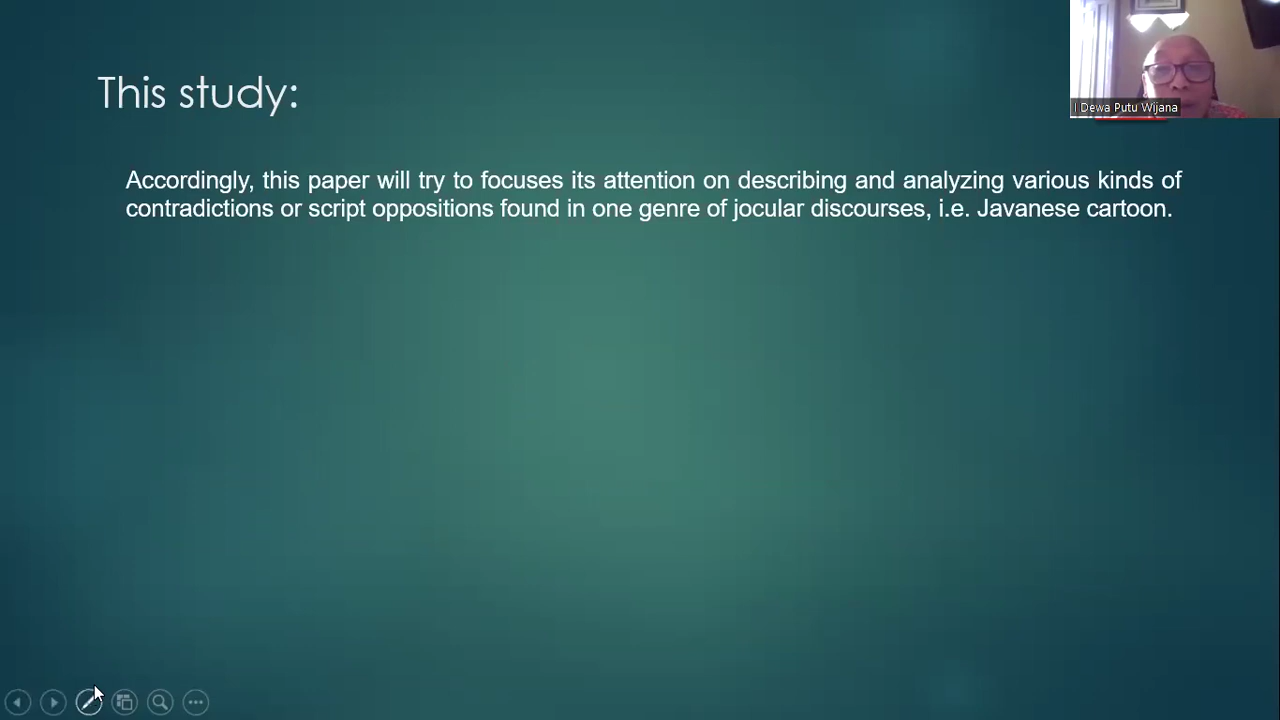 This study:
I Dewa Putu Wijana
Accordingly, this paper will try to focuses its attention on describing and analyzing various kinds of
contradictions or script oppositions found in one genre of jocular discourses, i.e. Javanese cartoon.